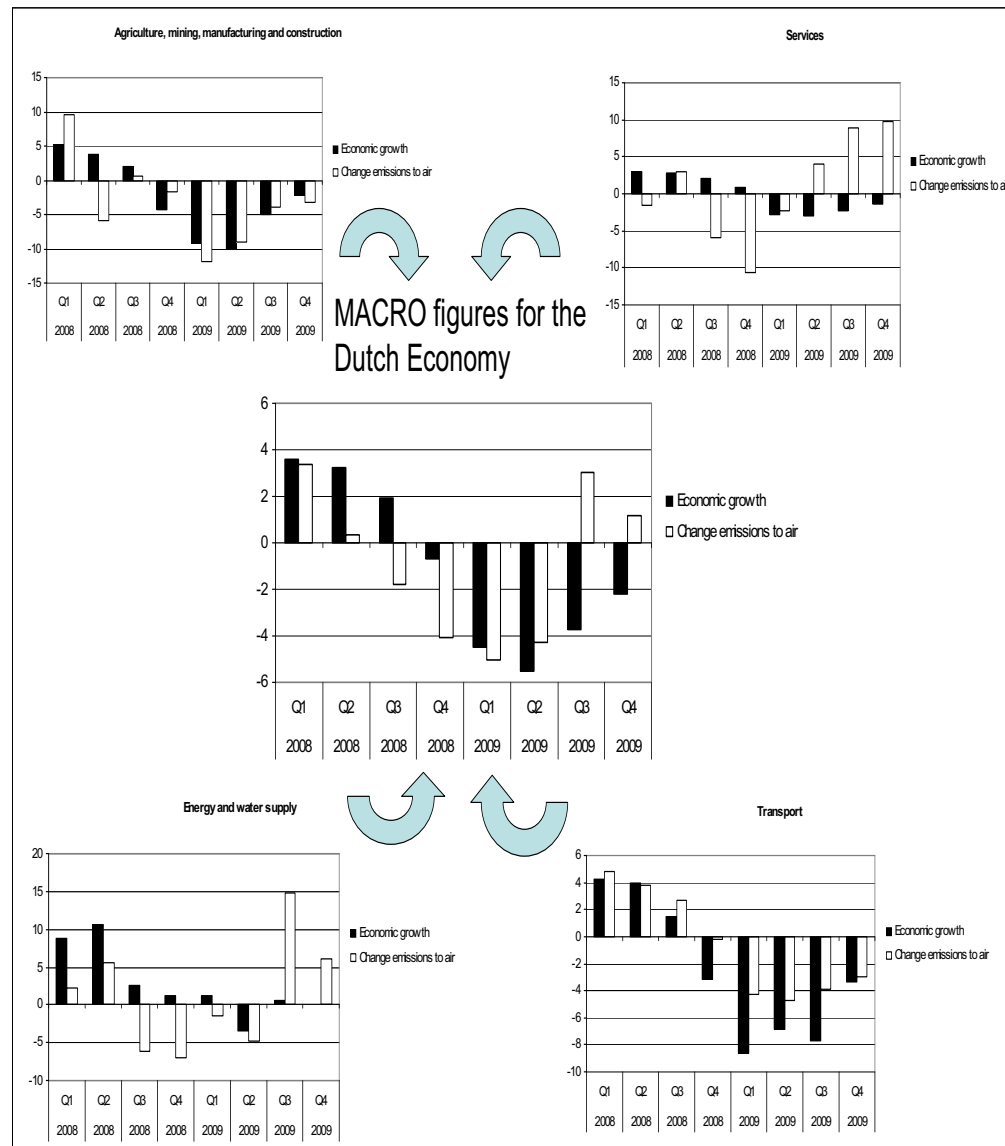 Agriculture, mining, manufacturing and construction
15
10
5
0
-5
-10
-15
Q1 Q2 Q3 Q4 Q1 Q2 Q3 Q4
2008 2008 2008 2008 2009 2009 2009 2009
Economic growth
Change emissions to air
Services
15
10
5
0
-5
-10
-15
Q1 Q2 Q3 Q4 Q1 Q2 Q3 Q4
2008 2008 2008 2008 2009 2009 2009 2009
Economic growth
Change emissions to a
MACRO figures for the
Dutch Economy
6
4
2
0
-2
-4
-6
Q1 Q2 Q3 Q4 Q1 Q2 Q3 Q4
2008 2008 2008 2008 2009 2009 2009 2009
Economic growth
Change emissions to air
Energy and water supply
20
15
10
5
0
-5
-10
Q1 Q2 Q3 Q4 Q1 Q2 Q3 Q4
2008 2008 2008 2008 2009 2009 2009 2009
Economic growth
Change emissions to air
Transport
6
4
2
0
-2
-4
-6
-8
-10
Q1 Q2 Q3 Q4 Q1 Q2 Q3 Q4
2008 2008 2008 2008 2009 2009 2009 2009
Economic growth
Change emissions to air